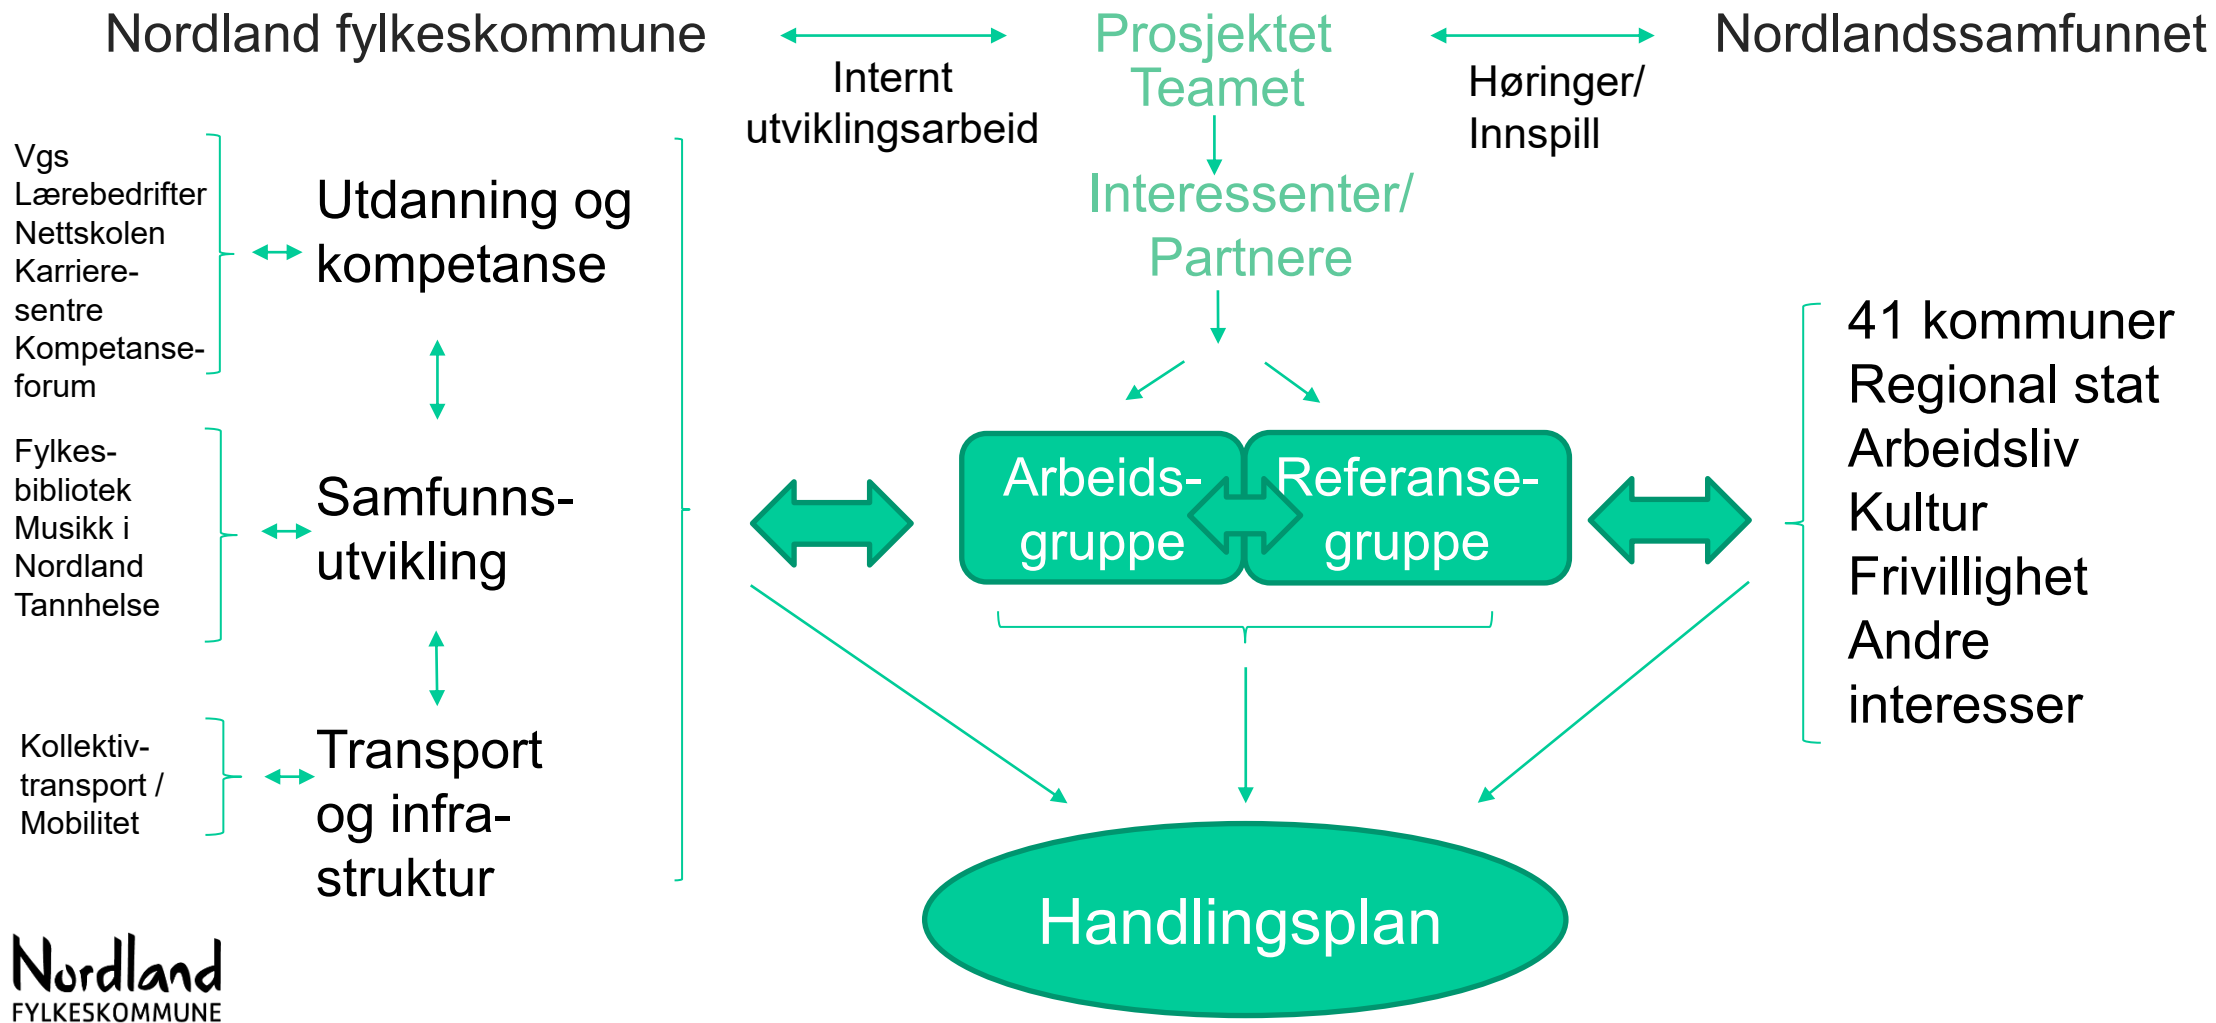 Nordland fylkeskommune
Internt
utviklingsarbeid
Prosjektet
Teamet
Høringer/
Innspill
Nordlandssamfunnet
Vgs
Lærebedrifter
Nettskolen
Karriere-
sentre
Kompetanse-
forum
Utdanning og
kompetanse
Fylkes-
bibliotek
Musikk i
Nordland
Tannhelse
Samfunns-
utvikling
Kollektiv-
transport /
Mobilitet
Transport
og infra-
struktur
Interessenter/
Partnere
Arbeids-
gruppe
Referanse-
gruppe
41 kommuner
Regional stat
Arbeidsliv
Kultur
Frivillighet
Andre
interesser
Handlingsplan
Nordland
FYLKESKOMMUNE